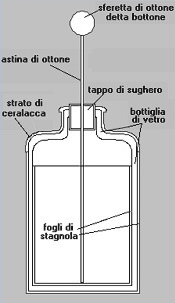 sferetta di ottone
detta bottone
astina di ottone
tappo di sughero
strato di
ceralacca
bottiglia
di vetro
fogli di
stagnola